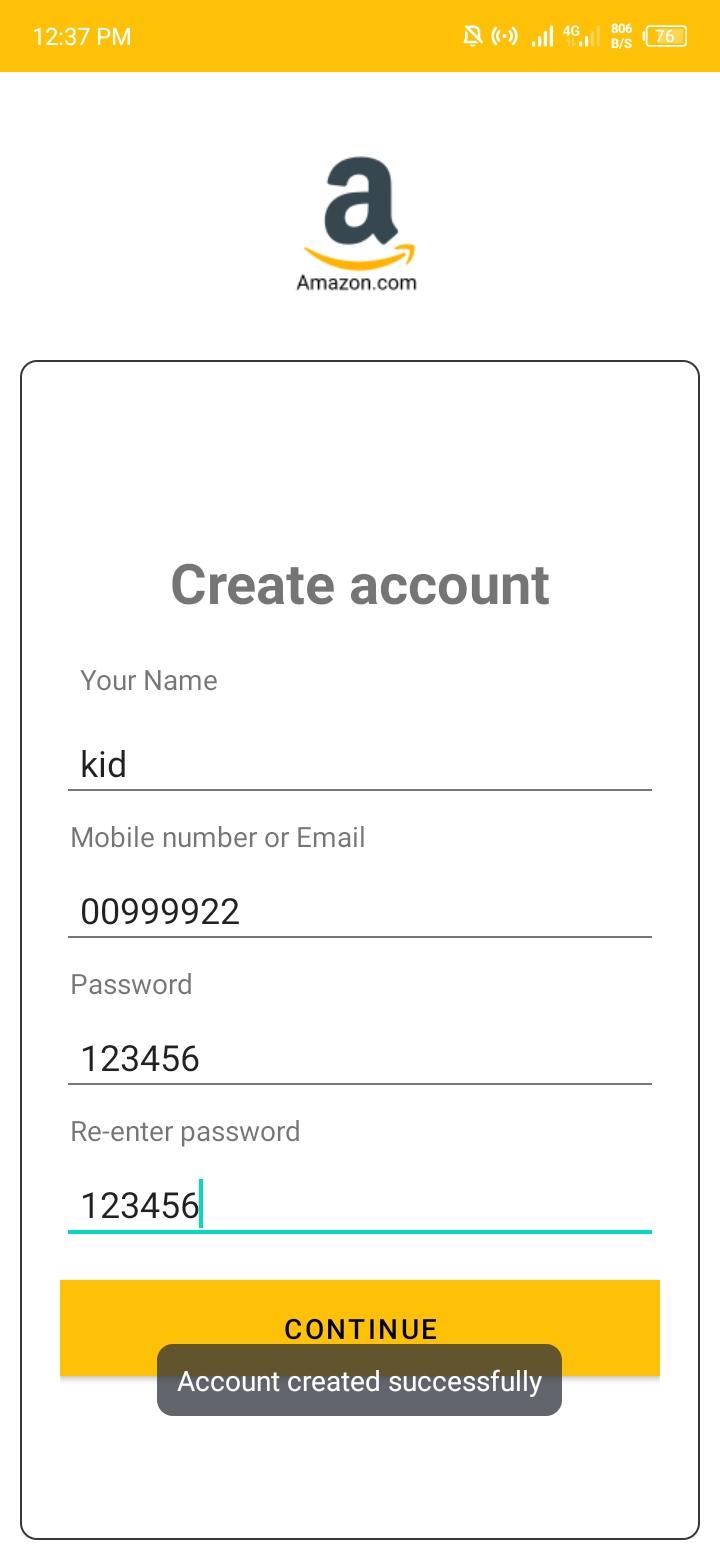 12:37 PM 4G 806 B/S 76
a
Amazon.com
Create account
Your Name
kid
Mobile number or Email
00999922
Password
123456
Re-enter password
123456
CONTINUE
Account created successfully